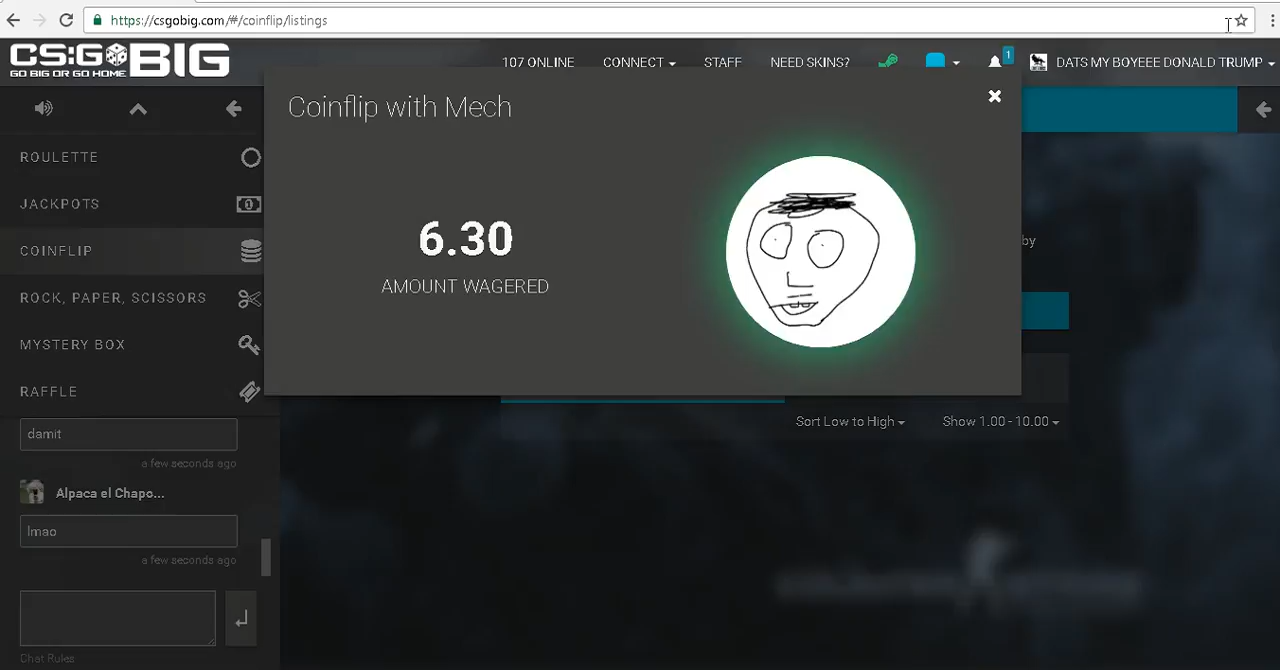 https://csgobig.com/#/coinflip/listings
CS:GO BIG
GO BIG OR GO HOME
107 ONLINE
CONNECT
STAFF
NEED SKINS?
1
DATS MY BOYEEE DONALD TRUMP
Coinflip with Mech
6.30
AMOUNT WAGERED
ROULETTE
JACKPOTS
COINFLIP
ROCK, PAPER, SCISSORS
MYSTERY BOX
RAFFLE
by
Sort Low to High
Show 1.00 - 10.00
damit
a few seconds ago
Alpaca el Chapo...
lmao
a few seconds ago
Chat Rules